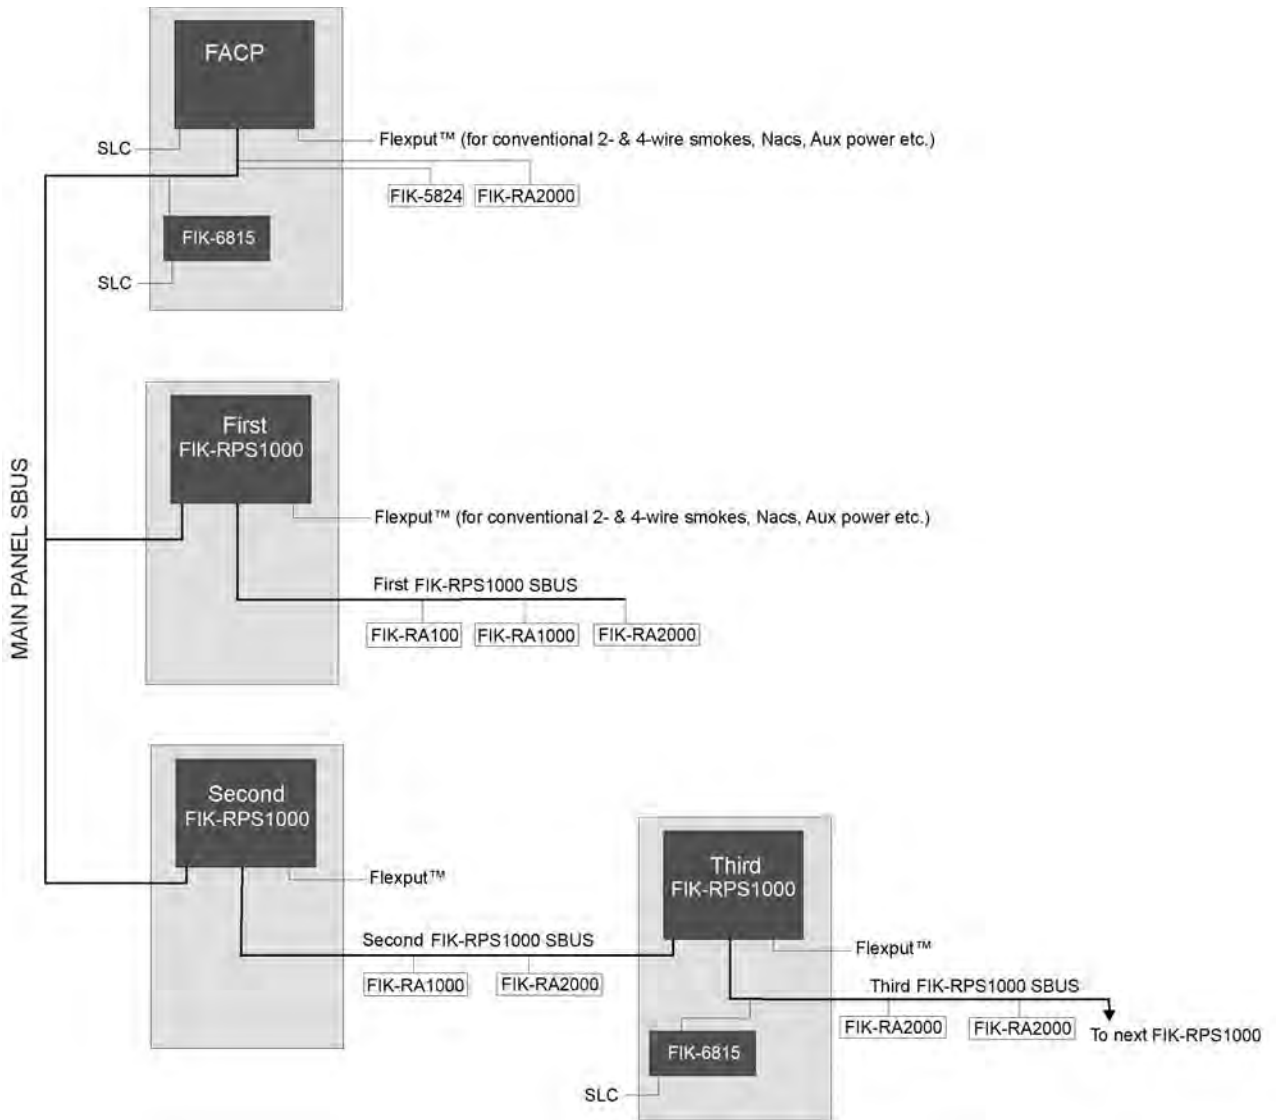 FACP
Flexput™ (for conventional 2- & 4-wire smokes, Nacs, Aux power etc.)
SLC
FIK-5824
FIK-RA2000
FIK-6815
SLC
MAIN PANEL SBUS
First
FIK-RPS1000
Flexput™ (for conventional 2- & 4-wire smokes, Nacs, Aux power etc.)
First FIK-RPS1000 SBUS
FIK-RA100
FIK-RA1000
FIK-RA2000
Second
FIK-RPS1000
Flexput™
Second FIK-RPS1000 SBUS
FIK-RA1000
FIK-RA2000
Third
FIK-RPS1000
Flexput™
Third FIK-RPS1000 SBUS
FIK-RA2000
FIK-RA2000
To next FIK-RPS1000
FIK-6815
SLC